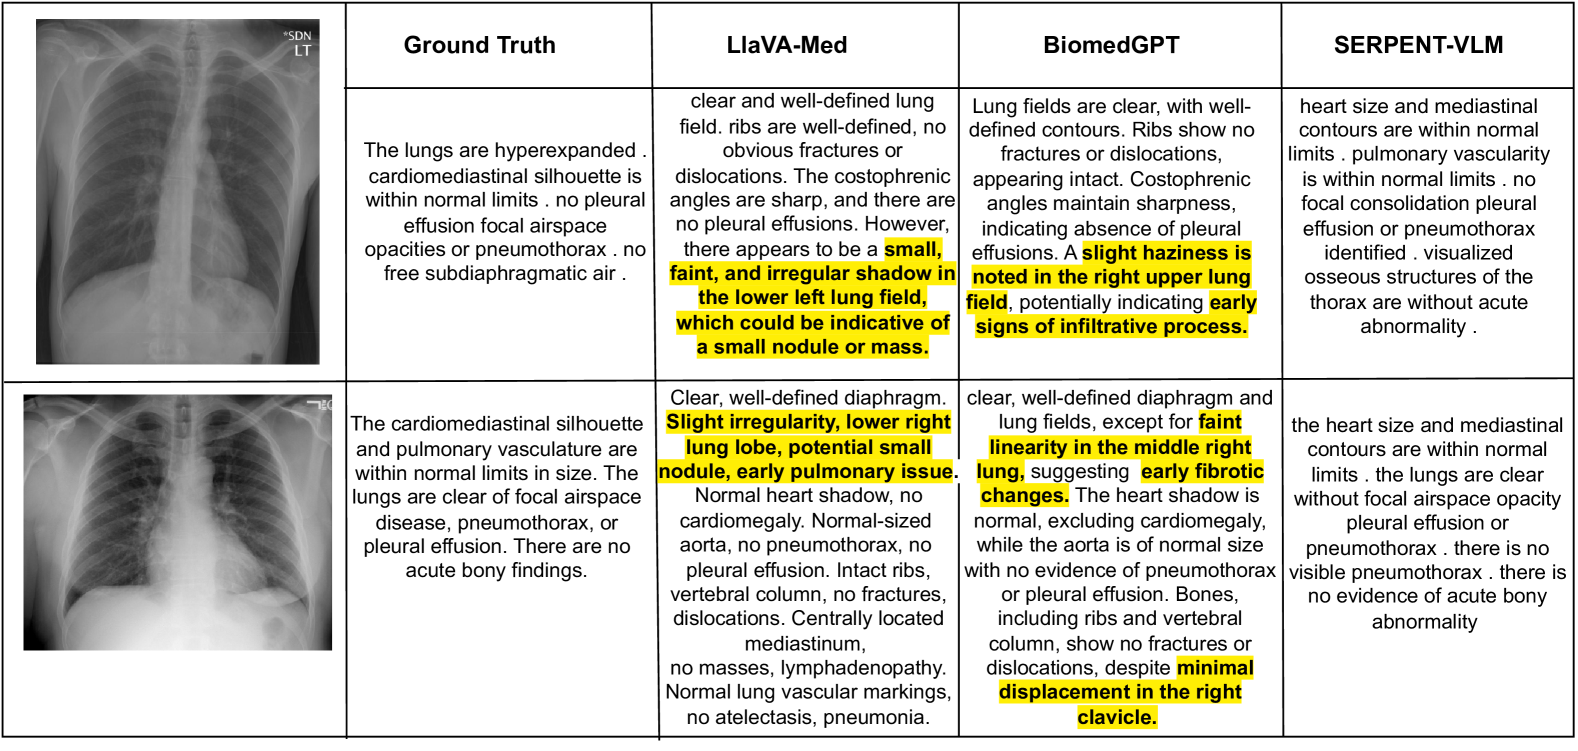 *SDN
LT
Ground Truth
LlaVA-Med
BiomedGPT
SERPENT-VLM
The lungs are hyperexpanded .
cardiomediastinal silhouette is
within normal limits . no pleural
effusion focal airspace
opacities or pneumothorax . no
free subdiaphragmatic air .
clear and well-defined lung
field. ribs are well-defined, no
obvious fractures or
dislocations. The costophrenic
angles are sharp, and there are
no pleural effusions. However,
there appears to be a small,
faint, and irregular shadow in
the lower left lung field,
which could be indicative of
a small nodule or mass.
Lung fields are clear, with well-
defined contours. Ribs show no
fractures or dislocations,
appearing intact. Costophrenic
angles maintain sharpness,
indicating absence of pleural
effusions. A slight haziness is
noted in the right upper lung
field, potentially indicating early
signs of infiltrative process.
heart size and mediastinal
contours are within normal
limits . pulmonary vascularity
is within normal limits . no
focal consolidation pleural
effusion or pneumothorax
identified . visualized
osseous structures of the
thorax are without acute
abnormality .
The cardiomediastinal silhouette
and pulmonary vasculature are
within normal limits in size. The
lungs are clear of focal airspace
disease, pneumothorax, or
pleural effusion. There are no
acute bony findings.
Clear, well-defined diaphragm.
Slight irregularity, lower right
lung lobe, potential small
nodule, early pulmonary issue.
Normal heart shadow, no
cardiomegaly. Normal-sized
aorta, no pneumothorax, no
pleural effusion. Intact ribs,
vertebral column, no fractures,
dislocations. Centrally located
mediastinum,
no masses, lymphadenopathy.
Normal lung vascular markings,
no atelectasis, pneumonia.
clear, well-defined diaphragm and
lung fields, except for faint
linearity in the middle right
lung, suggesting early fibrotic
changes. The heart shadow is
normal, excluding cardiomegaly,
while the aorta is of normal size
with no evidence of pneumothorax
or pleural effusion. Bones,
including ribs and vertebral
column, show no fractures or
dislocations, despite minimal
displacement in the right
clavicle.
the heart size and mediastinal
contours are within normal
limits . the lungs are clear
without focal airspace opacity
pleural effusion or
pneumothorax . there is no
visible pneumothorax . there is
no evidence of acute bony
abnormality